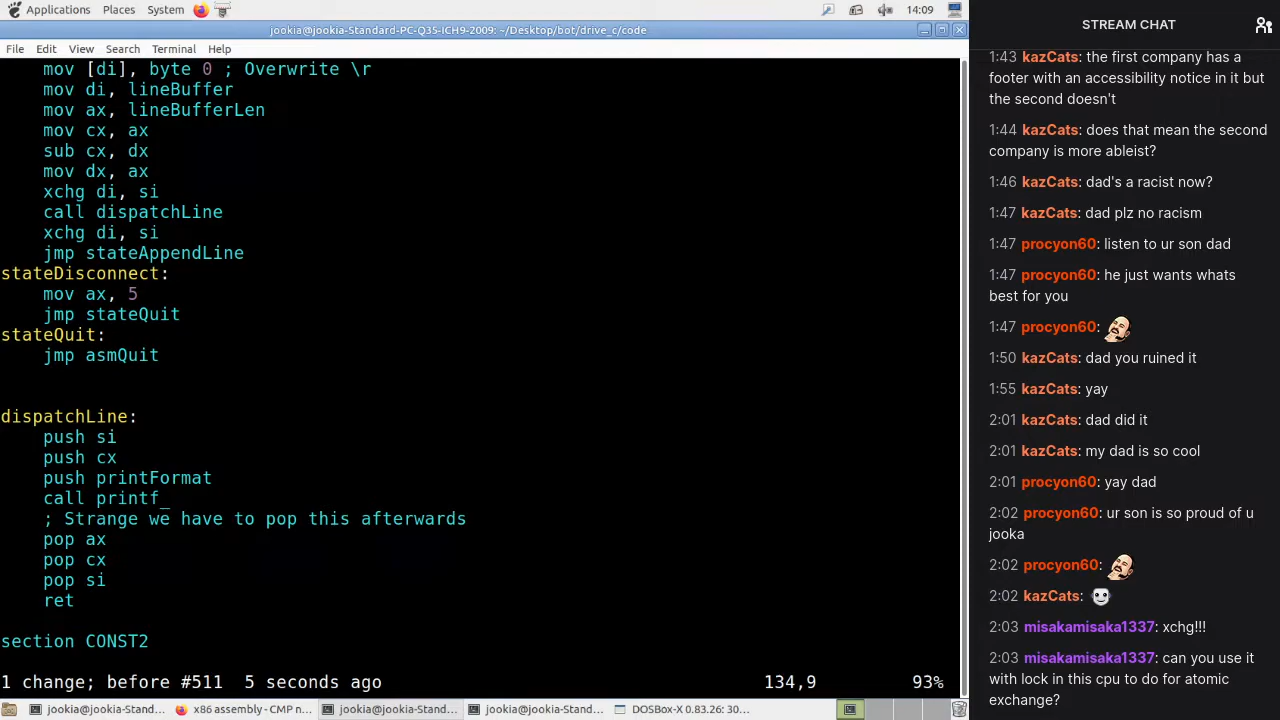 Applications Places System 14:09
jookia@jookia-Standard-PC-Q35-ICH9-2009: ~/Desktop/bot/drive_c/code
File Edit View Search Terminal Help
mov [di], byte 0 ; Overwrite \r
mov di, lineBuffer
mov ax, lineBufferLen
mov cx, ax
sub cx, dx
mov dx, ax
xchg di, si
call dispatchLine
xchg di, si
jmp stateAppendLine
stateDisconnect:
mov ax, 5
jmp stateQuit
stateQuit:
jmp asmQuit
dispatchLine:
push si
push cx
push printFormat
call printf_
; Strange we have to pop this afterwards
pop ax
pop cx
pop si
ret
section CONST2
1 change; before #511 5 seconds ago 134,9 93%
jookia@jookia-Stand... x86 assembly - CMP n... jookia@jookia-Stand... jookia@jookia-Stand... DOSBox-X 0.83.26: 30...
STREAM CHAT
1:43 kazCats: the first company has a
footer with an accessibility notice in it but
the second doesn't
1:44 kazCats: does that mean the second
company is more ableist?
1:46 kazCats: dad's a racist now?
1:47 kazCats: dad plz no racism
1:47 procyon60: listen to ur son dad
1:47 procyon60: he just wants whats
best for you
1:47 procyon60:
1:50 kazCats: dad you ruined it
1:55 kazCats: yay
2:01 kazCats: dad did it
2:01 kazCats: my dad is so cool
2:01 procyon60: yay dad
2:02 procyon60: ur son is so proud of u
jooka
2:02 procyon60:
2:02 kazCats:
2:03 misakamisaka1337: xchg!!!
2:03 misakamisaka1337: can you use it
with lock in this cpu to do for atomic
exchange?